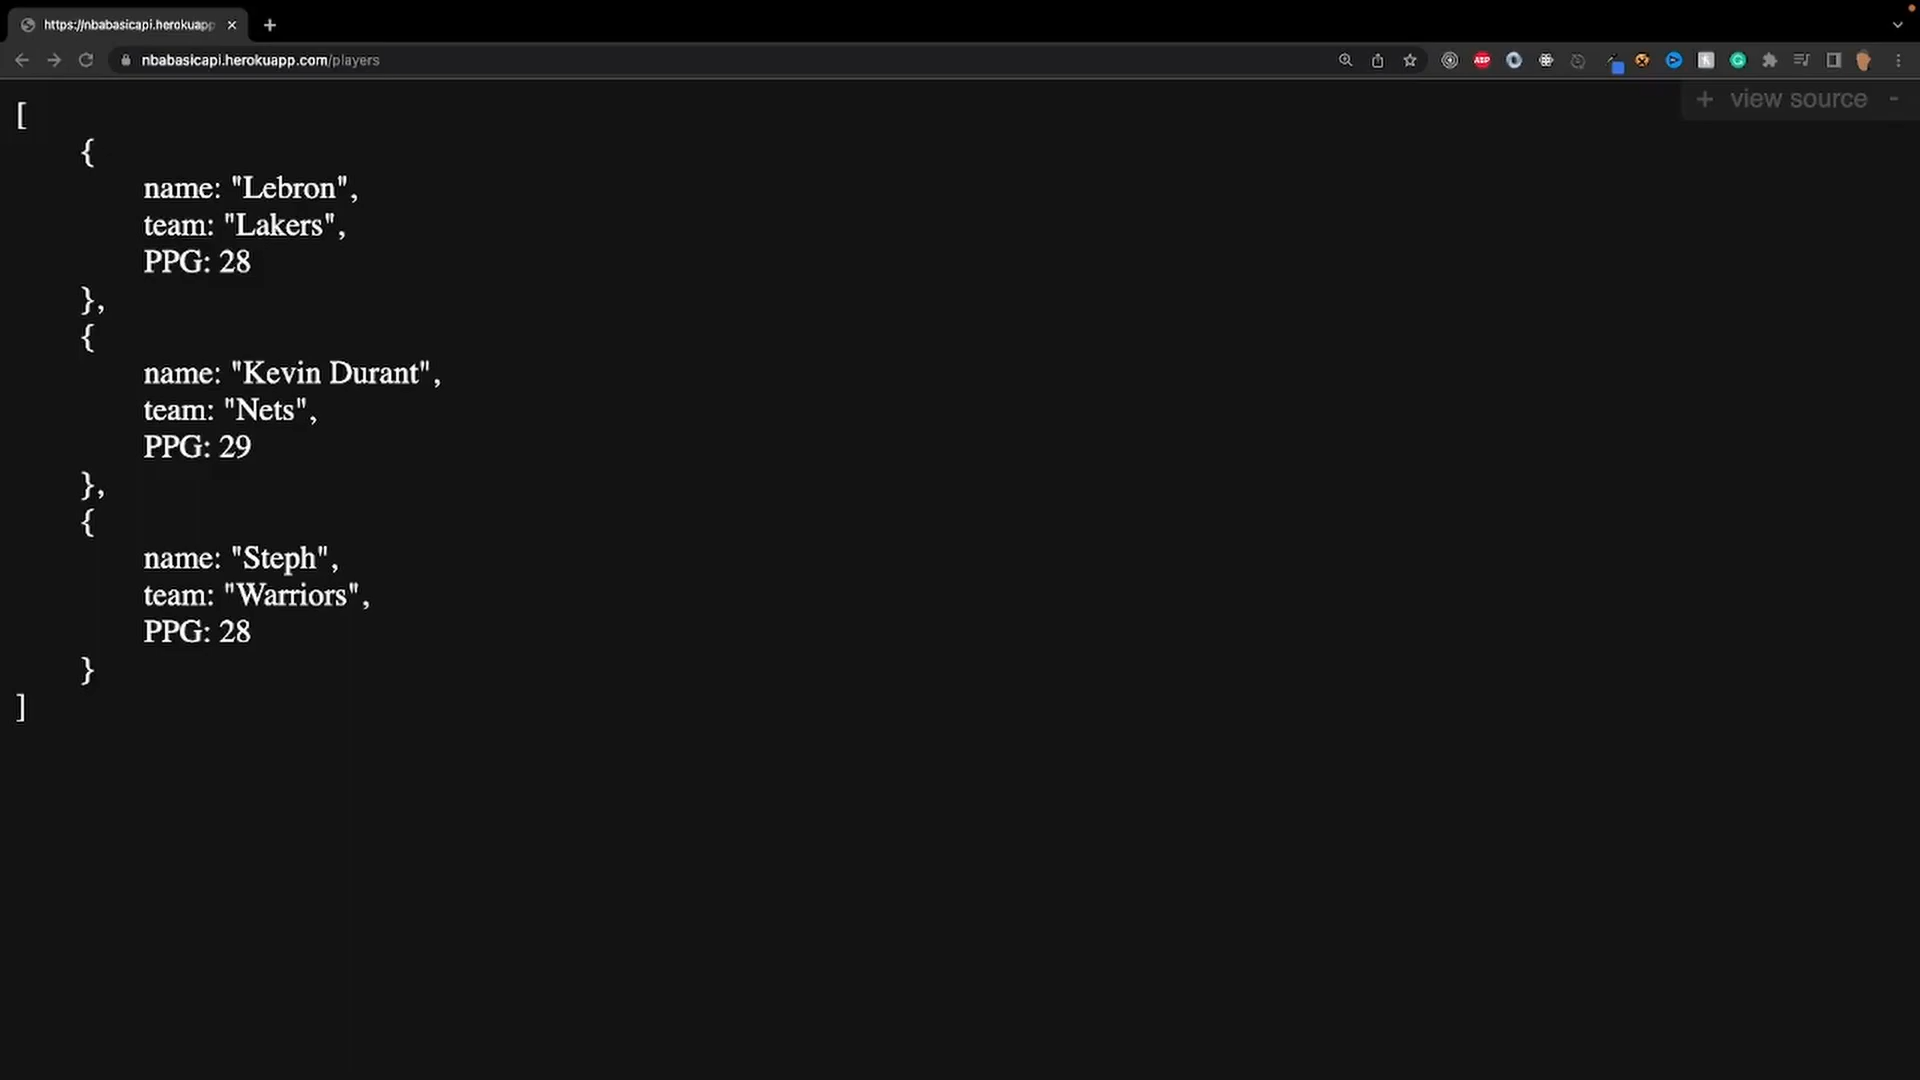 https://nbabasicapi.herokuapp
nbabasicapi.herokuapp.com/players
ABP
+ view source -
[
{
name: "Lebron",
team: "Lakers",
PPG: 28
},
{
name: "Kevin Durant",
team: "Nets",
PPG: 29
},
{
name: "Steph",
team: "Warriors",
PPG: 28
}
]